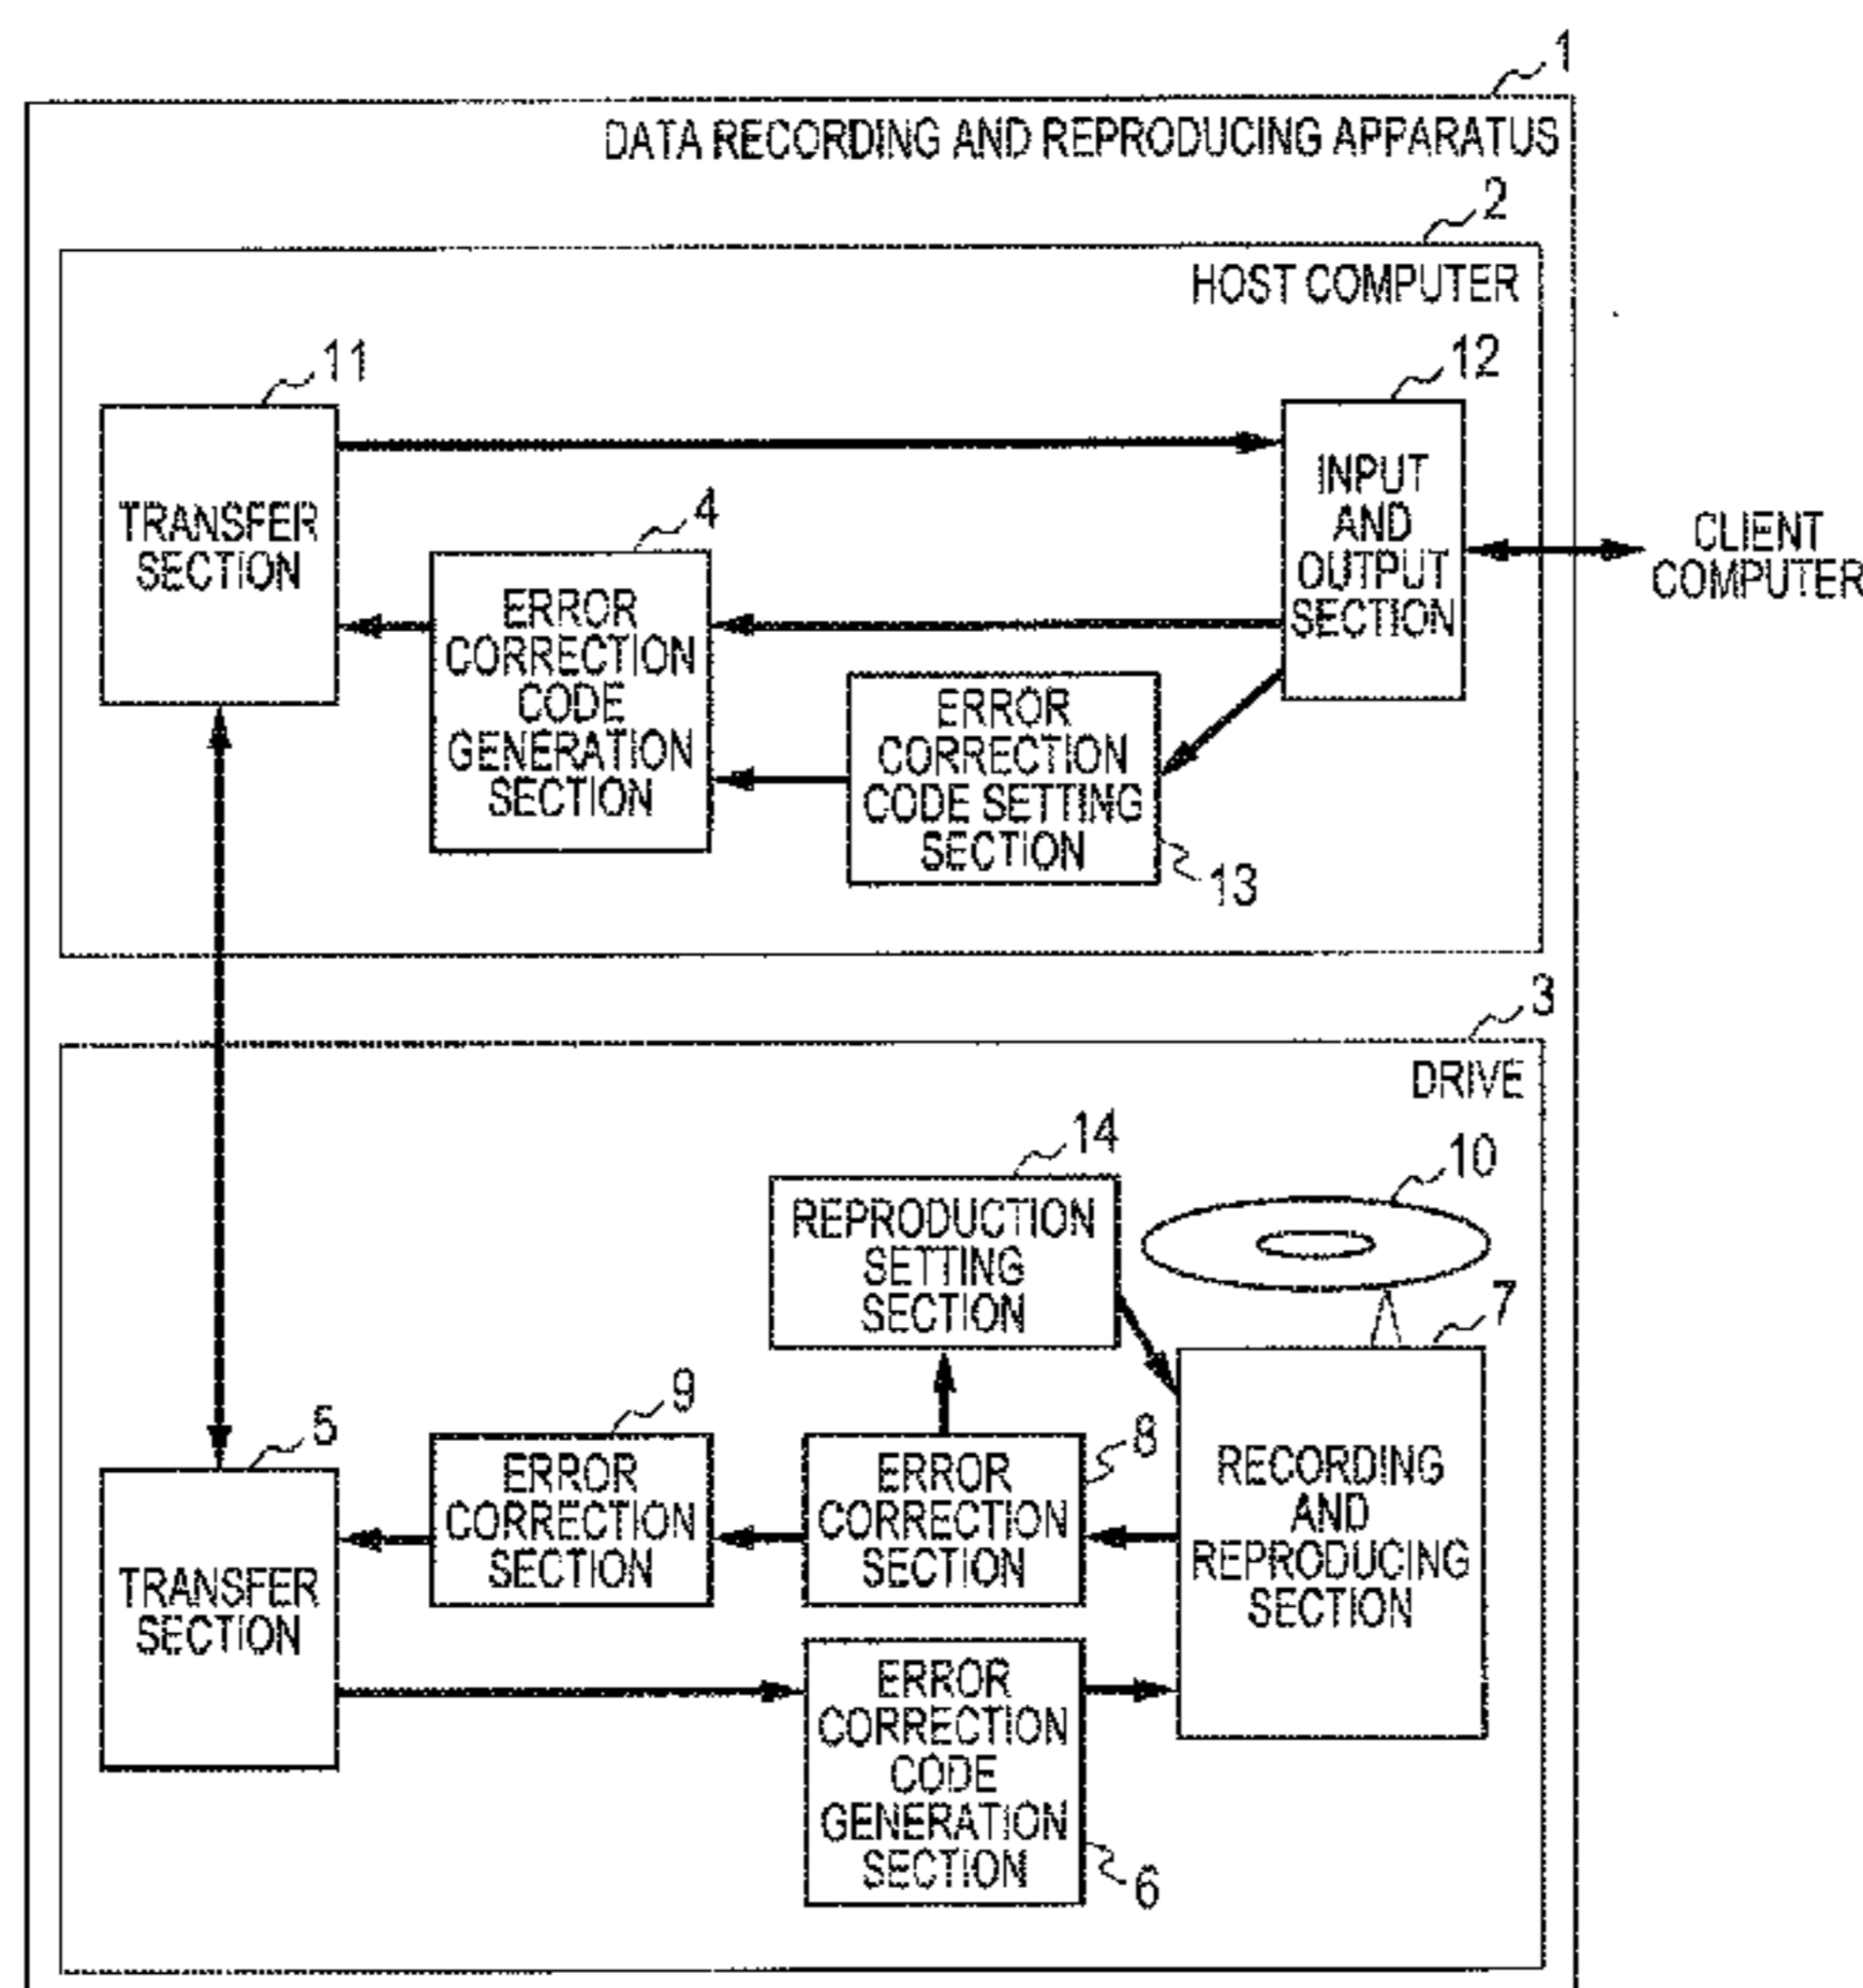 1
DATA RECORDING AND REPRODUCING APPARATUS
2
HOST COMPUTER
11
12
TRANSFER
SECTION
4
ERROR
CORRECTION
CODE
GENERATION
SECTION
INPUT
AND
OUTPUT
SECTION
CLIENT
COMPUTER
ERROR
CORRECTION
CODE SETTING
SECTION
13
3
DRIVE
14
REPRODUCTION
SETTING
SECTION
10
7
5
TRANSFER
SECTION
9
ERROR
CORRECTION
SECTION
8
ERROR
CORRECTION
SECTION
RECORDING
AND
REPRODUCING
SECTION
ERROR
CORRECTION
CODE
GENERATION
SECTION
6